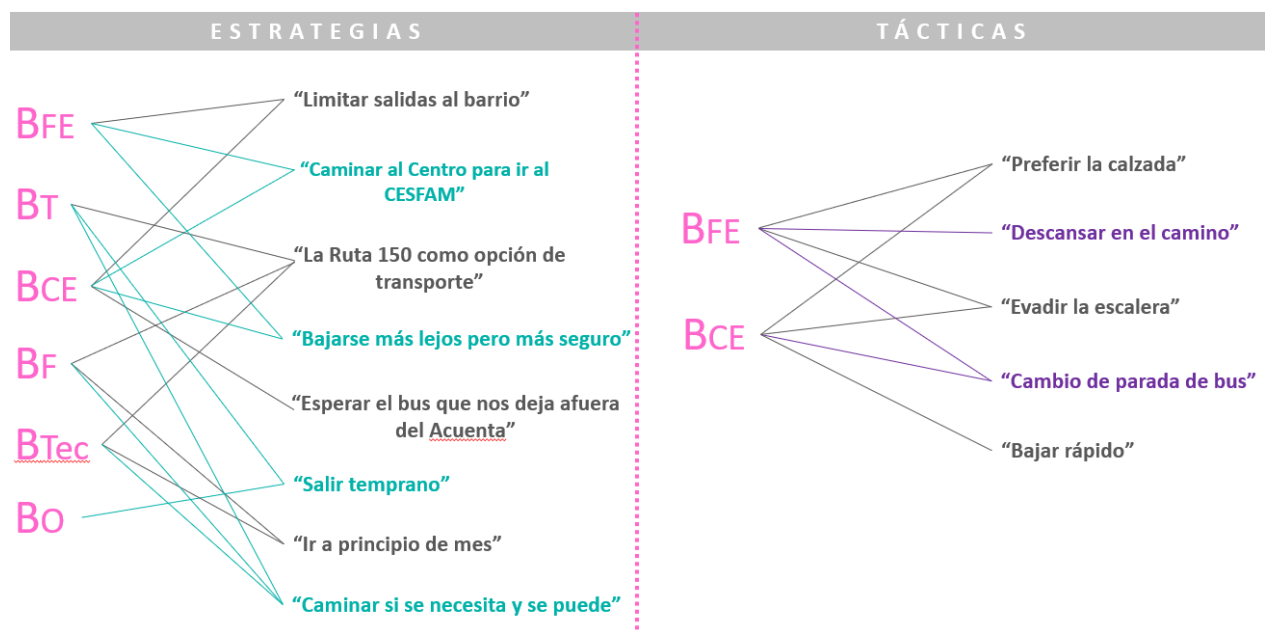 ESTRATEGIAS
BFE
BT
BCE
BF
BTec
BO
“Limitar salidas al barrio”
“Caminar al Centro para ir al
CESFAM”
“La Ruta 150 como opción de
transporte”
“Bajarse más lejos pero más seguro”
“Esperar el bus que nos deja afuera
del Acuenta”
“Salir temprano”
“Ir a principio de mes”
“Caminar si se necesita y se puede”
TÁCTICAS
BFE
BCE
“Preferir la calzada”
“Descansar en el camino”
“Evadir la escalera”
“Cambio de parada de bus”
“Bajar rápido”